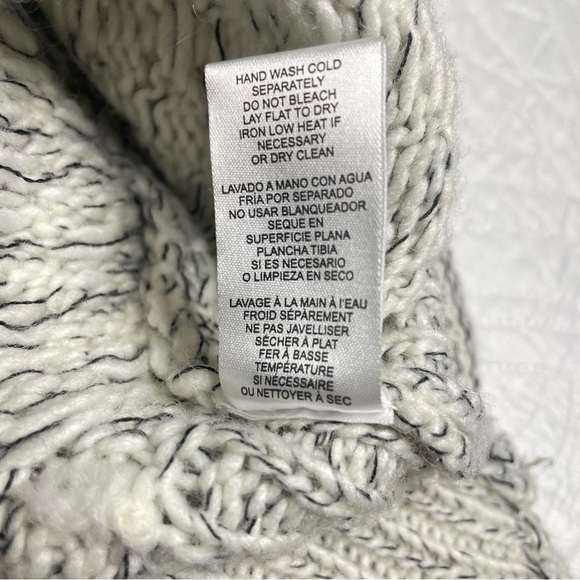 HAND WASH COLD
SEPARATELY
DO NOT BLEACH
LAY FLAT TO DRY
IRON LOW HEAT IF
NECESSARY
OR DRY CLEAN
LAVADO A MANO CON AGUA
FRÍA POR SEPARADO
NO USAR BLANQUEADOR
SEQUE EN
SUPERFICIE PLANA
PLANCHA TIBIA
SI ES NECESARIO
O LIMPIEZA EN SECO
LAVAGE À LA MAIN À l'EAU
FROID SÉPÀREMENT
NE PAS JAVELLISER
SÉCHER À PLAT
FER À BASSE
TEMPÉRATURE
SI NÉCESSAIRE
OU NETTOYER À SEC